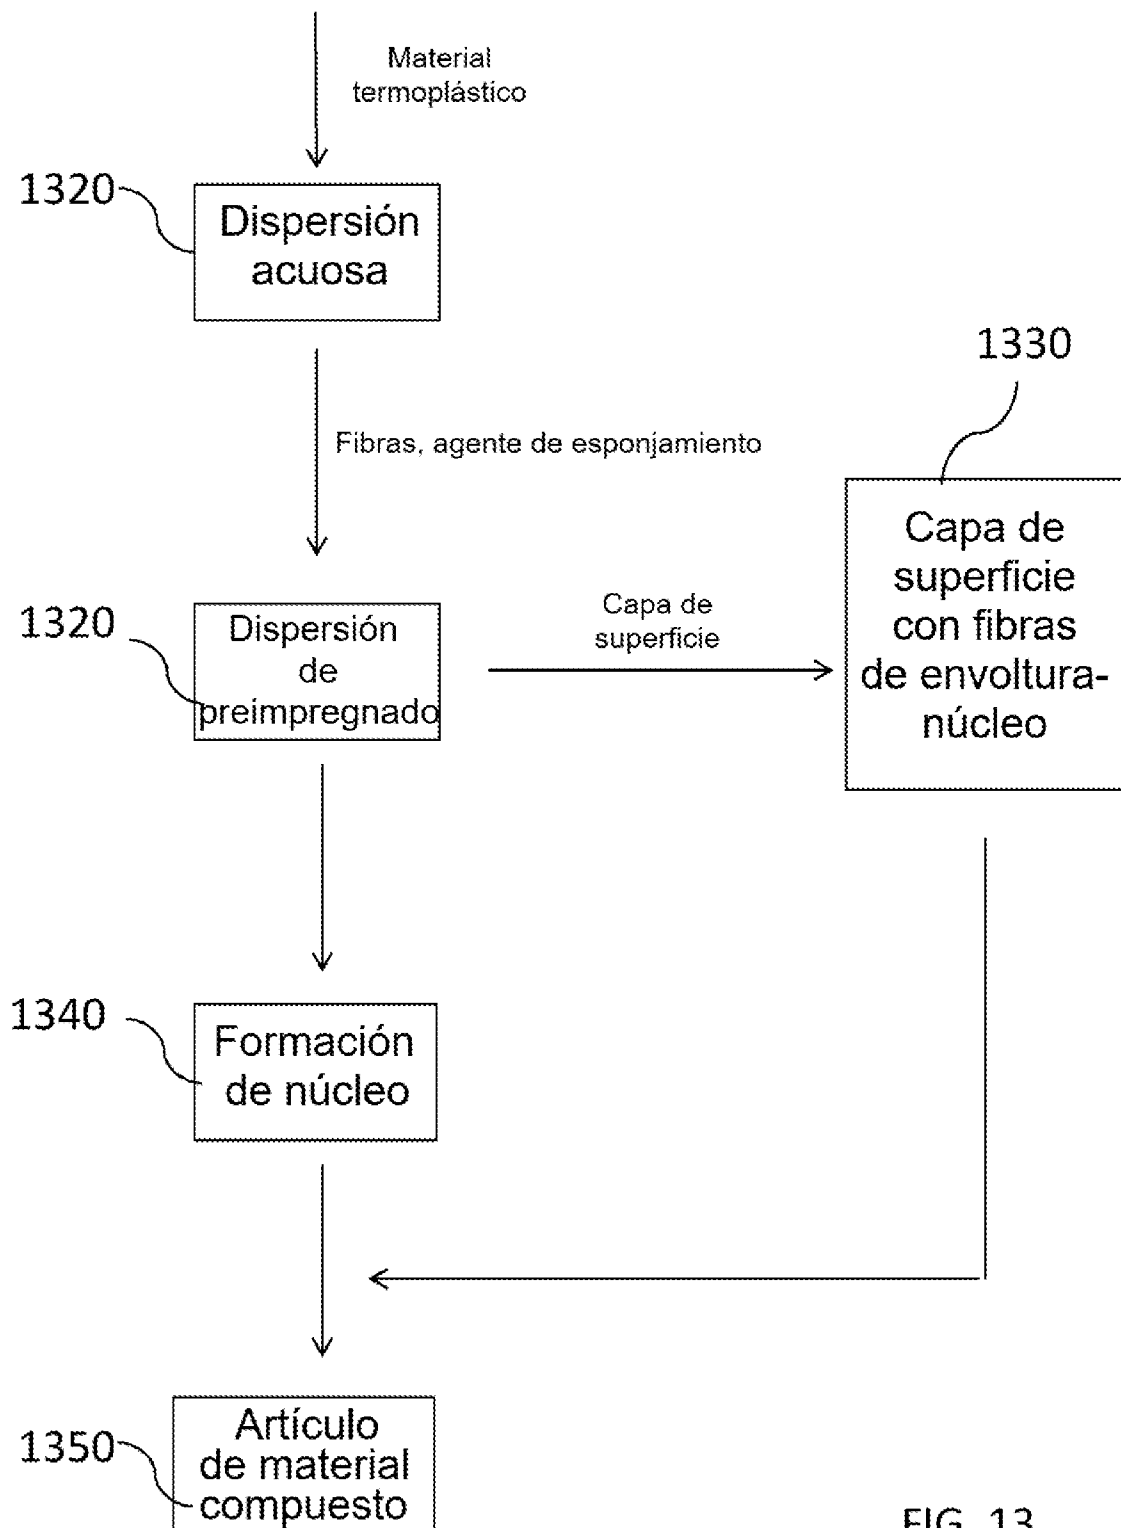 Material
termoplástico
1320
Dispersión
acuosa
1330
Fibras, agente de esponjamiento
1320
Dispersión
de
preimpregnado
Capa de
superficie
Capa de
superficie
con fibras
de envoltura-
núcleo
1340
Formación
de núcleo
1350
Artículo
de material
compuesto
FIG. 13